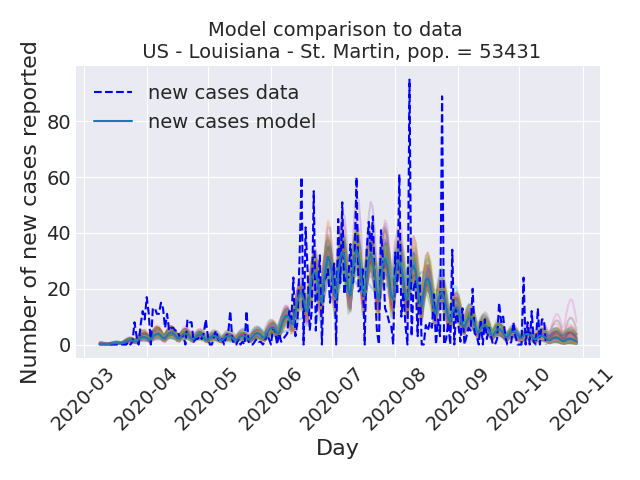 Model comparison to data
US - Louisiana - St. Martin, pop. = 53431
Number of new cases reported
new cases data
new cases model
80
60
40
20
0
2020-03
2020-04
2020-05
2020-06
2020-07
2020-08
2020-09
2020-10
2020-11
Day